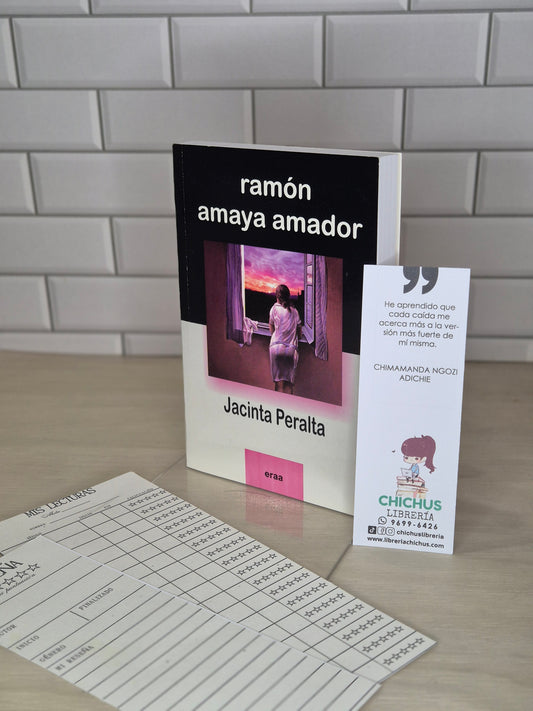 ramón
amaya amador
Jacinta Peralta
eraa
He aprendido que
cada caída me
acerca más a la ver-
sión más fuerte de
mí misma.
CHIMAMANDA NGOZI
ADICHIE
CHICHUS
LIBRERÍA
9699-6426
chichuslibreria
www.libreriachichus.com
MIS LECTURAS
FINALIZADO
INICIO
GÉNERO
MI RESEÑA